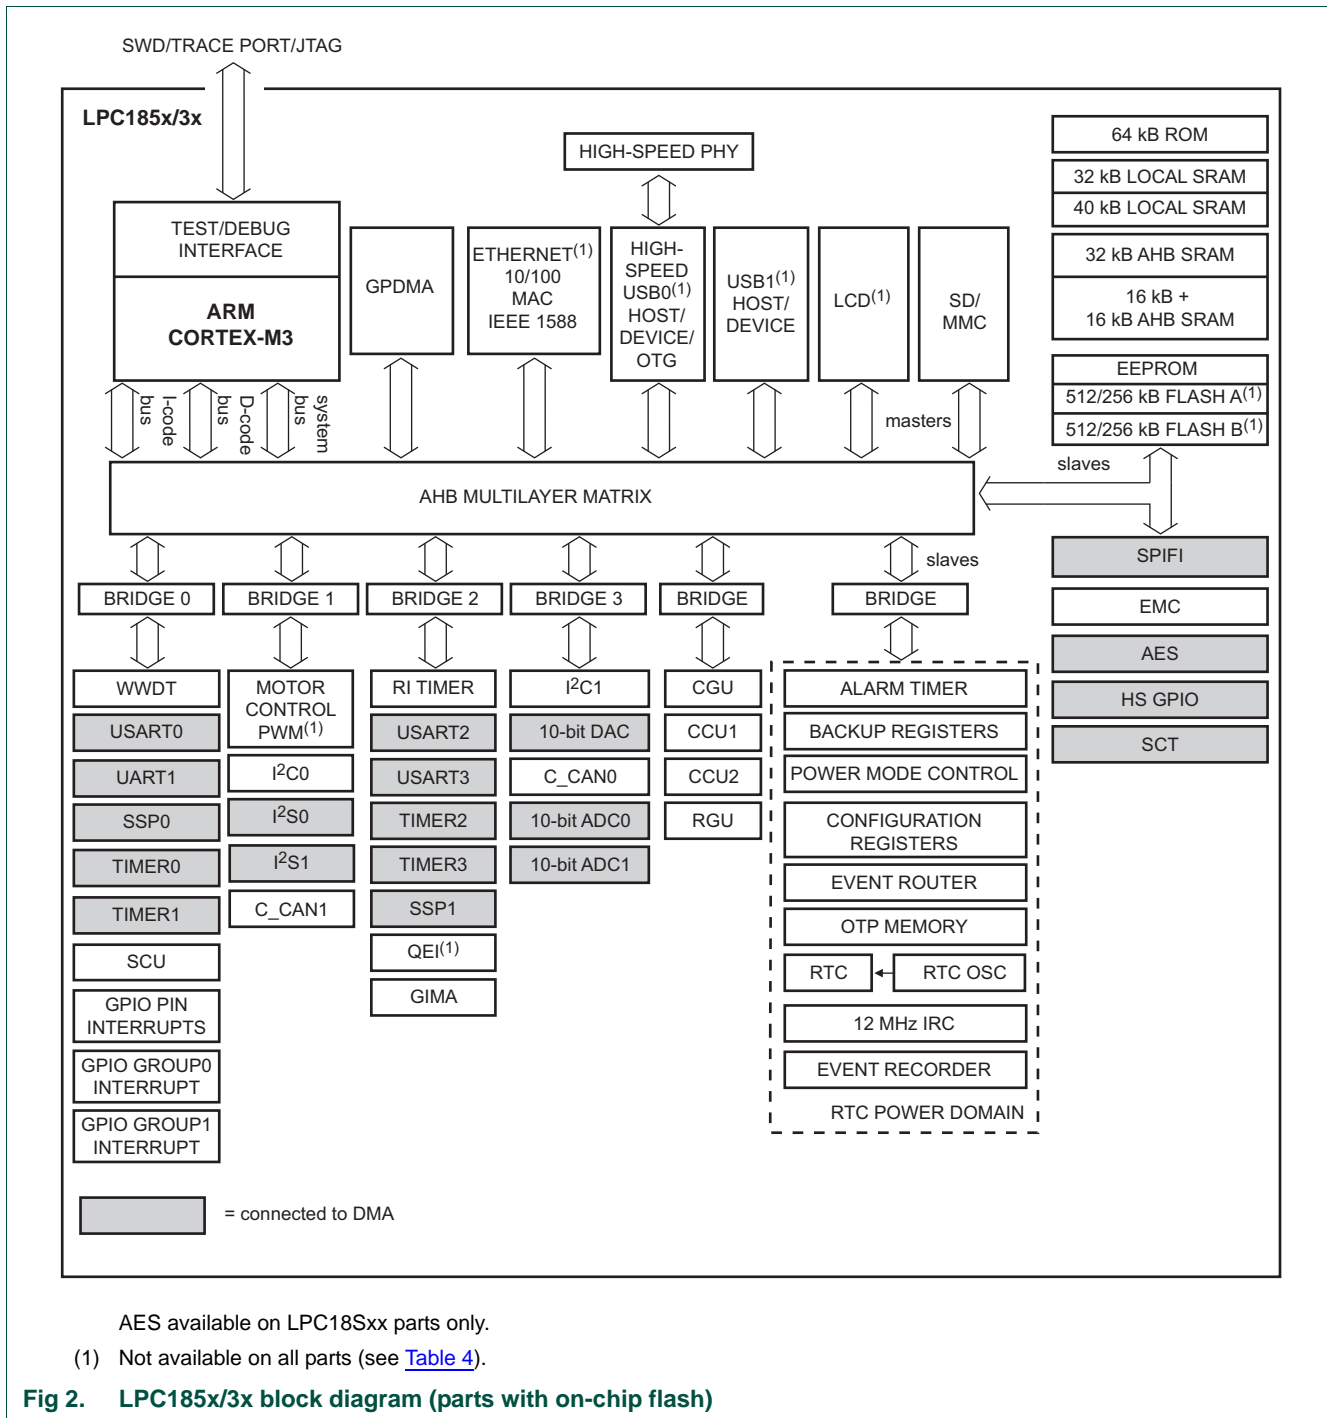 SWD/TRACE PORT/JTAG
LPC185x/3x
HIGH-SPEED PHY
TEST/DEBUG
INTERFACE
ARM
CORTEX-M3
GPDMA
ETHERNET(1)
10/100
MAC
IEEE 1588
HIGH-
SPEED
USB0(1)
HOST/
DEVICE/
OTG
USB1(1)
HOST/
DEVICE
LCD(1)
SD/
MMC
64 kB ROM
32 kB LOCAL SRAM
40 kB LOCAL SRAM
32 kB AHB SRAM
16 kB +
16 kB AHB SRAM
EEPROM
512/256 kB FLASH A(1)
512/256 kB FLASH B(1)
I-code
bus
D-code
bus
system
bus
masters
slaves
AHB MULTILAYER MATRIX
slaves
BRIDGE 0
BRIDGE 1
BRIDGE 2
BRIDGE 3
BRIDGE
BRIDGE
WWDT
USART0
UART1
SSP0
TIMER0
TIMER1
SCU
GPIO PIN
INTERRUPTS
GPIO GROUP0
INTERRUPT
GPIO GROUP1
INTERRUPT
MOTOR
CONTROL
PWM(1)
I2C0
I2S0
I2S1
C_CAN1
RI TIMER
USART2
USART3
TIMER2
TIMER3
SSP1
QEI(1)
GIMA
I2C1
10-bit DAC
C_CAN0
10-bit ADC0
10-bit ADC1
CGU
CCU1
CCU2
RGU
ALARM TIMER
BACKUP REGISTERS
POWER MODE CONTROL
CONFIGURATION
REGISTERS
EVENT ROUTER
OTP MEMORY
RTC
RTC OSC
12 MHz IRC
EVENT RECORDER
RTC POWER DOMAIN
SPIFI
EMC
AES
HS GPIO
SCT
= connected to DMA
AES available on LPC18Sxx parts only.
(1) Not available on all parts (see Table 4).
Fig 2. LPC185x/3x block diagram (parts with on-chip flash)